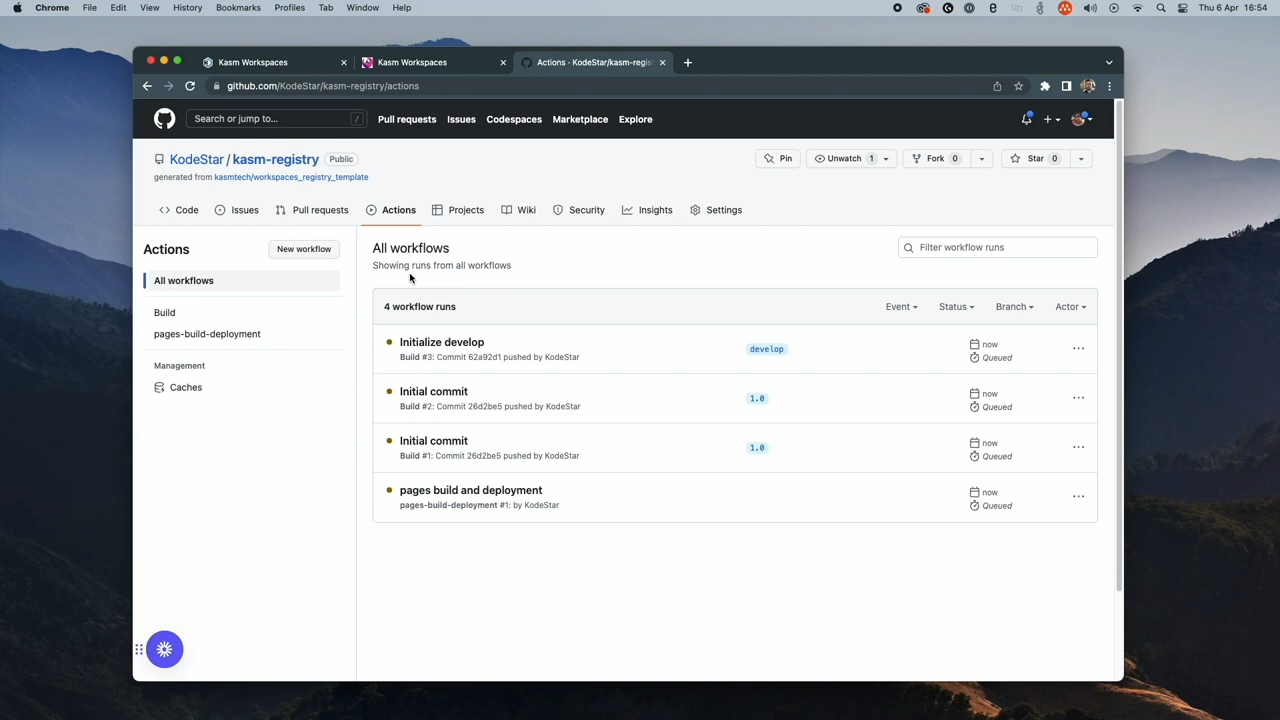 Chrome File Edit View History Bookmarks Profiles Tab Window Help Thu 6 Apr 16:54
Kasm Workspaces Kasm Workspaces Actions · KodeStar/kasm-regis
github.com/KodeStar/kasm-registry/actions
Search or jump to... / Pull requests Issues Codespaces Marketplace Explore
KodeStar / kasm-registry Public Pin Unwatch 1 Fork 0 Star 0
generated from kasmtech/workspaces_registry_template
Code Issues Pull requests Actions Projects Wiki Security Insights Settings
Actions New workflow
All workflows
Build
pages-build-deployment
Management
Caches
All workflows Filter workflow runs
Showing runs from all workflows
4 workflow runs Event Status Branch Actor
Initialize develop develop now
Build #3: Commit 62a92d1 pushed by KodeStar Queued
Initial commit 1.0 now
Build #2: Commit 26d2be5 pushed by KodeStar Queued
Initial commit 1.0 now
Build #1: Commit 26d2be5 pushed by KodeStar Queued
pages build and deployment now
pages-build-deployment #1: by KodeStar Queued